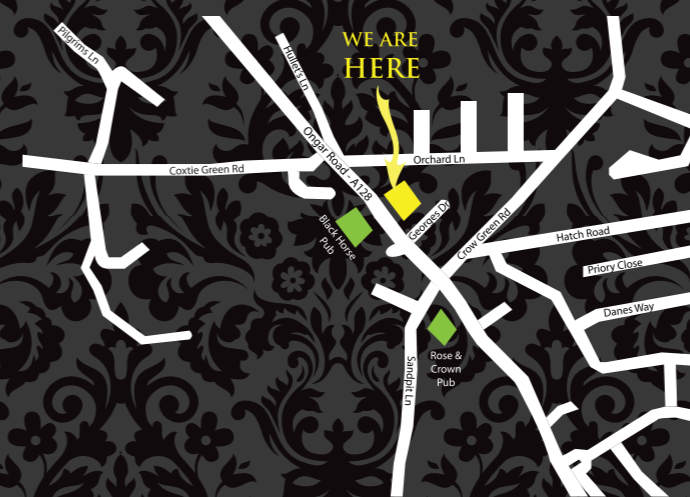 Pilgrims Ln
Hullet's Ln
WE ARE
HERE
Ongar Road - A128
Coxtie Green Rd
Orchard Ln
Georges Dr
Black Horse
Pub
Crow Green Rd
Hatch Road
Priory Close
Danes Way
Rose &
Crown
Pub
Sandpit Ln